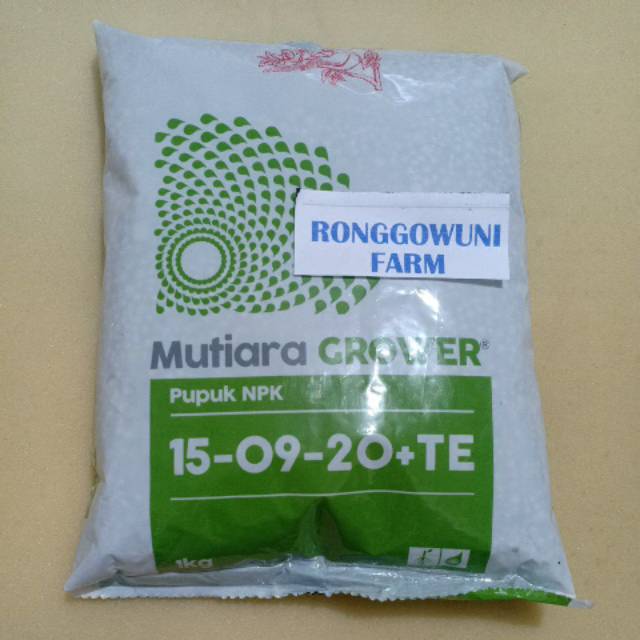 RONGGOWUNI
FARM
Mutiara GROWER®
Pupuk NPK
15-09-20+TE
1kg